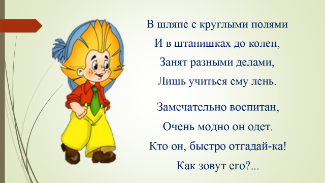 В шляпе с круглыми полями
И в штанишках до колен,
Занят разными делами,
Лишь учиться ему лень.
Замечательно воспитан,
Очень модно он одет.
Кто он, быстро отгадай-ка!
Как зовут его?...